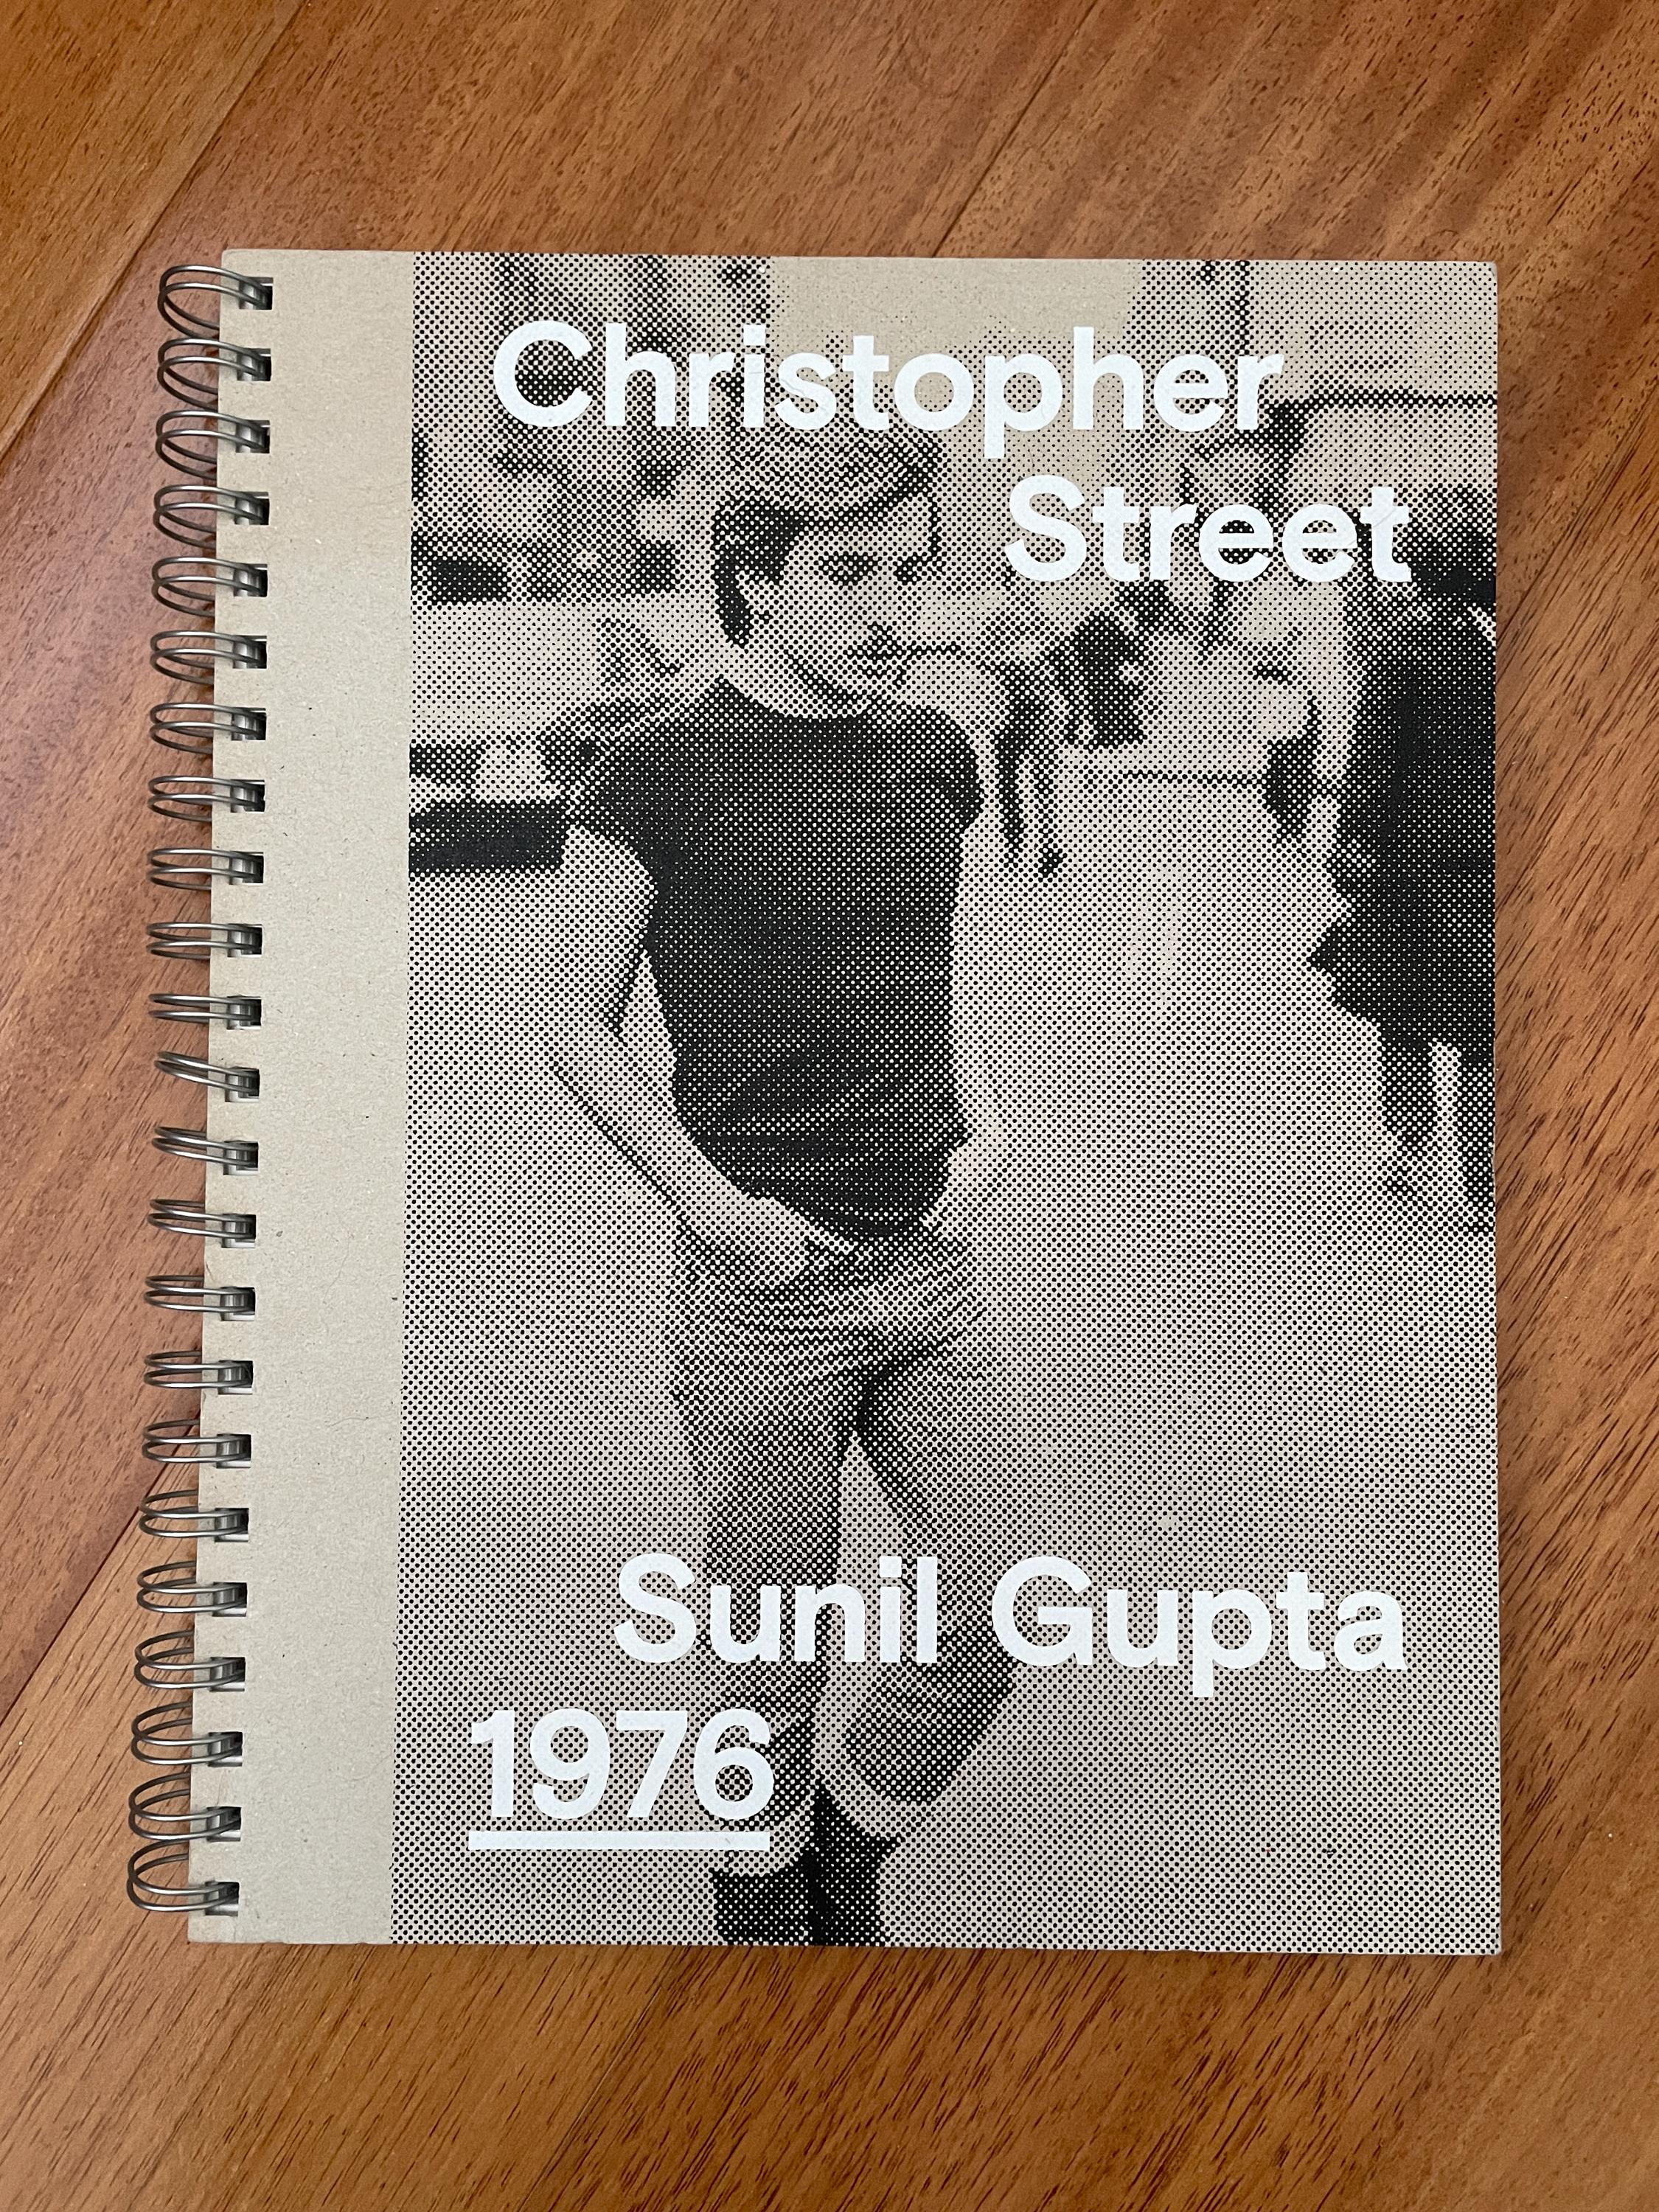 Christopher
Street
Sunil Gupta
1976